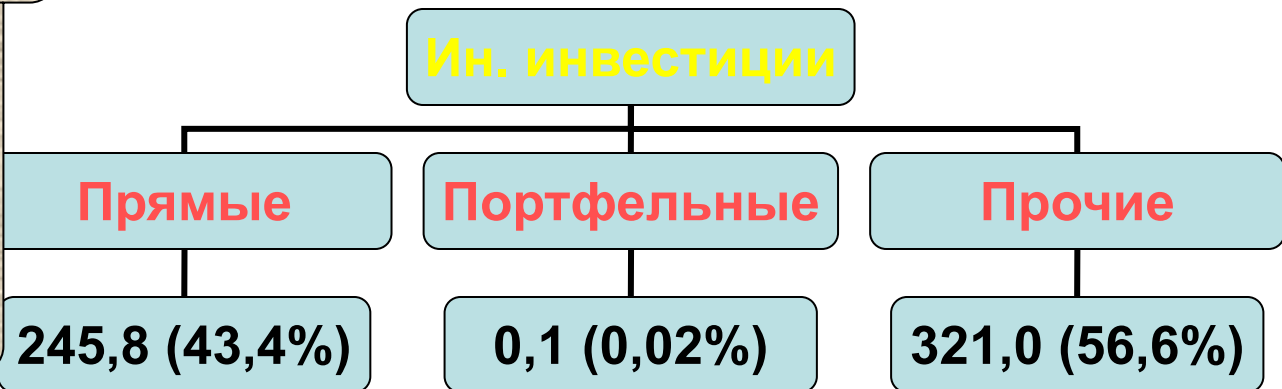 Ин. инвестиции
Прямые
Портфельные
Прочие
245,8 (43,4%)
0,1 (0,02%)
321,0 (56,6%)